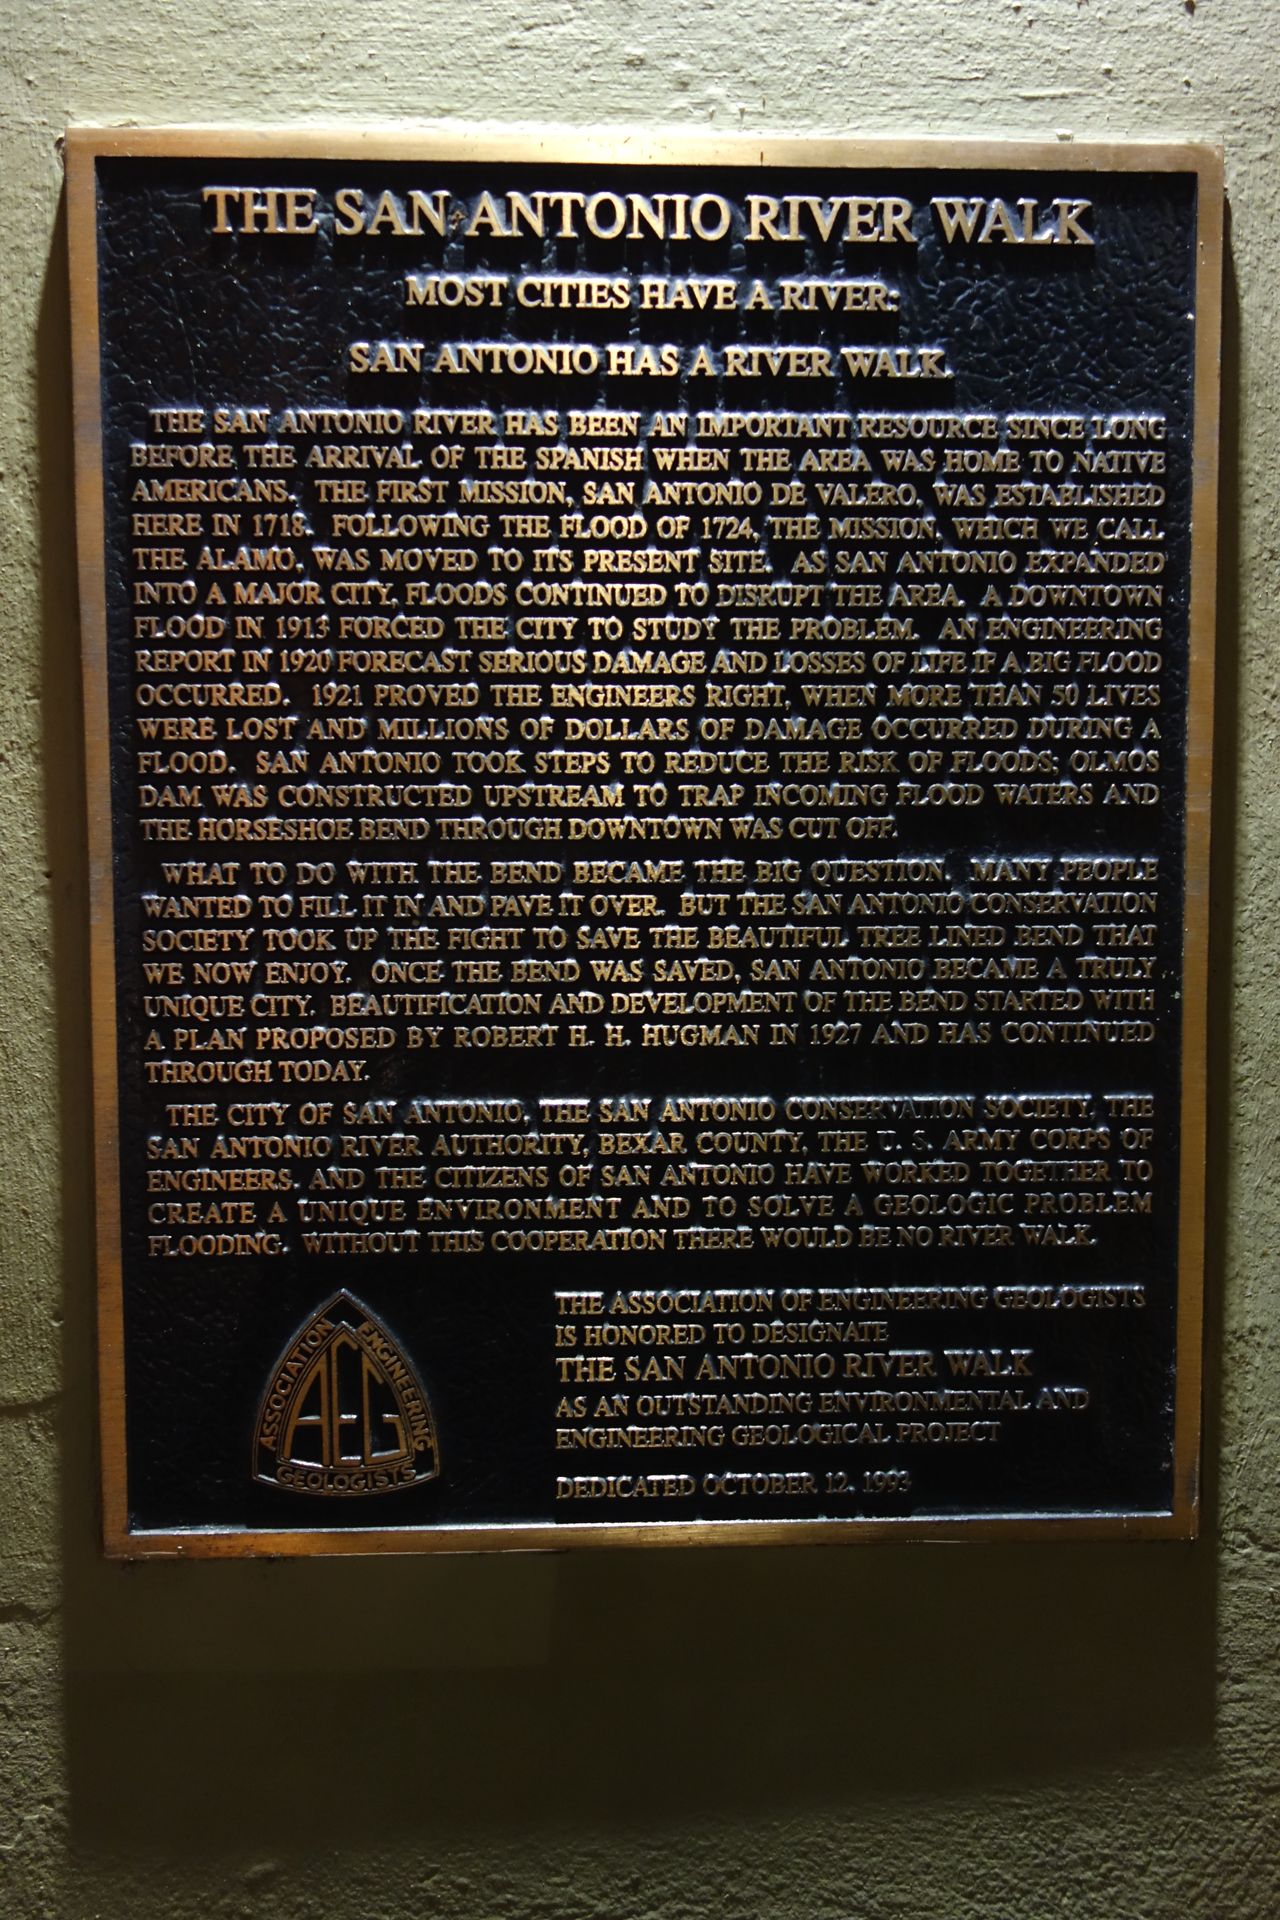 THE SAN ANTONIO RIVER WALK
MOST CITIES HAVE A RIVER:
SAN ANTONIO HAS A RIVER WALK.
THE SAN ANTONIO RIVER HAS BEEN AN IMPORTANT RESOURCE SINCE LONG
BEFORE THE ARRIVAL OF THE SPANISH WHEN THE AREA WAS HOME TO NATIVE
AMERICANS. THE FIRST MISSION, SAN ANTONIO DE VALERO, WAS ESTABLISHED
HERE IN 1718. FOLLOWING THE FLOOD OF 1724, THE MISSION, WHICH WE CALL
THE ALAMO, WAS MOVED TO ITS PRESENT SITE. AS SAN ANTONIO EXPANDED
INTO A MAJOR CITY, FLOODS CONTINUED TO DISRUPT THE AREA. A DOWNTOWN
FLOOD IN 1913 FORCED THE CITY TO STUDY THE PROBLEM. AN ENGINEERING
REPORT IN 1920 FORECAST SERIOUS DAMAGE AND LOSSES OF LIFE IF A BIG FLOOD
OCCURRED. 1921 PROVED THE ENGINEERS RIGHT, WHEN MORE THAN 50 LIVES
WERE LOST AND MILLIONS OF DOLLARS OF DAMAGE OCCURRED DURING A
FLOOD. SAN ANTONIO TOOK STEPS TO REDUCE THE RISK OF FLOODS; OLMOS
DAM WAS CONSTRUCTED UPSTREAM TO TRAP INCOMING FLOOD WATERS AND
THE HORSESHOE BEND THROUGH DOWNTOWN WAS CUT OFF.
WHAT TO DO WITH THE BEND BECAME THE BIG QUESTION. MANY PEOPLE
WANTED TO FILL IT IN AND PAVE IT OVER. BUT THE SAN ANTONIO CONSERVATION
SOCIETY TOOK UP THE FIGHT TO SAVE THE BEAUTIFUL TREE LINED BEND THAT
WE NOW ENJOY. ONCE THE BEND WAS SAVED, SAN ANTONIO BECAME A TRULY
UNIQUE CITY. BEAUTIFICATION AND DEVELOPMENT OF THE BEND STARTED WITH
A PLAN PROPOSED BY ROBERT H. H. HUGMAN IN 1927 AND HAS CONTINUED
THROUGH TODAY.
THE CITY OF SAN ANTONIO, THE SAN ANTONIO CONSERVATION SOCIETY, THE
SAN ANTONIO RIVER AUTHORITY, BEXAR COUNTY, THE U. S. ARMY CORPS OF
ENGINEERS. AND THE CITIZENS OF SAN ANTONIO HAVE WORKED TOGETHER TO
CREATE A UNIQUE ENVIRONMENT AND TO SOLVE A GEOLOGIC PROBLEM
FLOODING. WITHOUT THIS COOPERATION THERE WOULD BE NO RIVER WALK.
ASSOCIATION ENGINEERING
AEG
GEOLOGISTS
THE ASSOCIATION OF ENGINEERING GEOLOGISTS
IS HONORED TO DESIGNATE
THE SAN ANTONIO RIVER WALK
AS AN OUTSTANDING ENVIRONMENTAL AND
ENGINEERING GEOLOGICAL PROJECT
DEDICATED OCTOBER 12, 1993